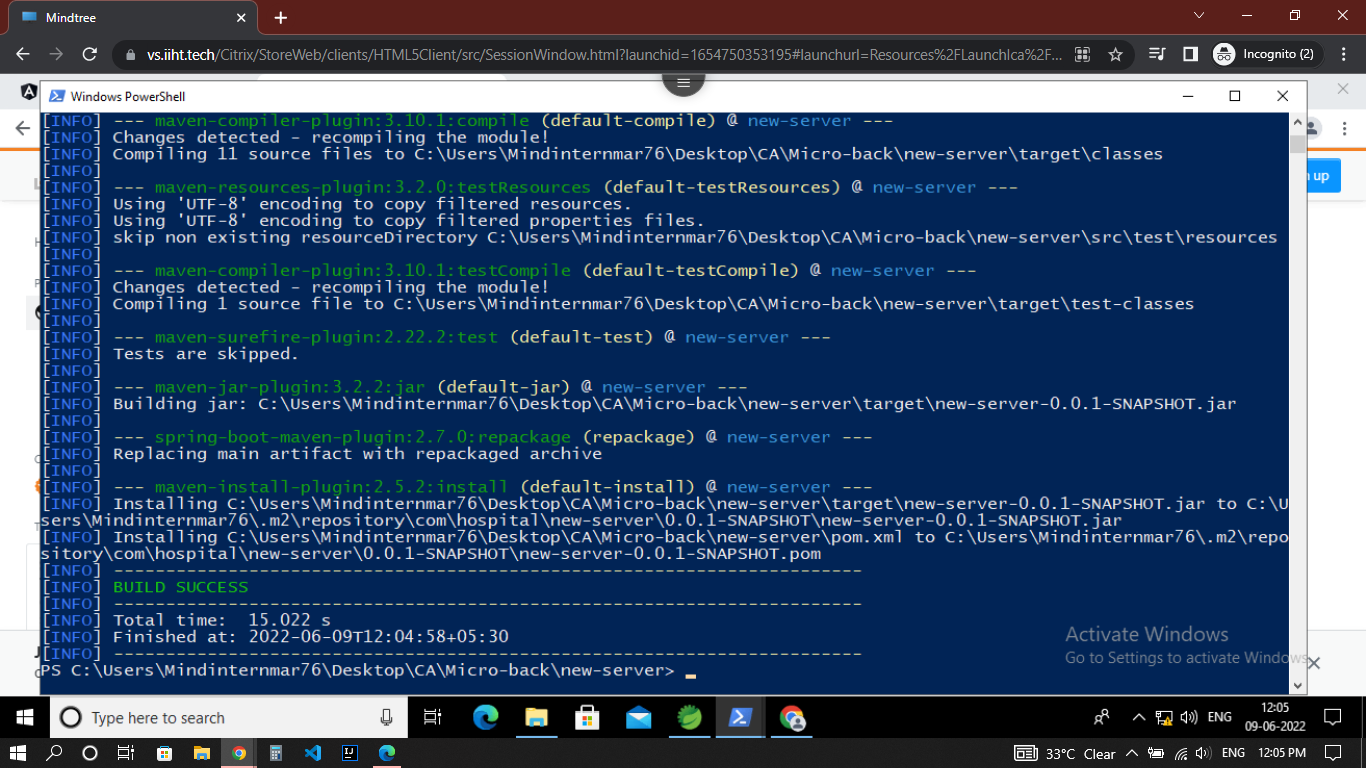 Mindtree
vs.iiht.tech/Citrix/StoreWeb/clients/HTML5Client/src/SessionWindow.html?launchid=1654750353195#launchurl=Resources%2FLaunchIca%2F...
Incognito (2)
Windows PowerShell
[INFO] --- maven-compiler-plugin:3.10.1:compile (default-compile) @ new-server ---
[INFO] Changes detected - recompiling the module!
[INFO] Compiling 11 source files to C:\Users\Mindinternmar76\Desktop\CA\Micro-back\new-server\target\classes
[INFO]
[INFO] --- maven-resources-plugin:3.2.0:testResources (default-testResources) @ new-server ---
[INFO] Using 'UTF-8' encoding to copy filtered resources.
[INFO] Using 'UTF-8' encoding to copy filtered properties files.
[INFO] skip non existing resourceDirectory C:\Users\Mindinternmar76\Desktop\CA\Micro-back\new-server\src\test\resources
[INFO]
[INFO] --- maven-compiler-plugin:3.10.1:testCompile (default-testCompile) @ new-server ---
[INFO] Changes detected - recompiling the module!
[INFO] Compiling 1 source file to C:\Users\Mindinternmar76\Desktop\CA\Micro-back\new-server\target\test-classes
[INFO]
[INFO] --- maven-surefire-plugin:2.22.2:test (default-test) @ new-server ---
[INFO] Tests are skipped.
[INFO]
[INFO] --- maven-jar-plugin:3.2.2:jar (default-jar) @ new-server ---
[INFO] Building jar: C:\Users\Mindinternmar76\Desktop\CA\Micro-back\new-server\target\new-server-0.0.1-SNAPSHOT.jar
[INFO]
[INFO] --- spring-boot-maven-plugin:2.7.0:repackage (repackage) @ new-server ---
[INFO] Replacing main artifact with repackaged archive
[INFO]
[INFO] --- maven-install-plugin:2.5.2:install (default-install) @ new-server ---
[INFO] Installing C:\Users\Mindinternmar76\Desktop\CA\Micro-back\new-server\target\new-server-0.0.1-SNAPSHOT.jar to C:\U
sers\Mindinternmar76\.m2\repository\com\hospital\new-server\0.0.1-SNAPSHOT\new-server-0.0.1-SNAPSHOT.jar
[INFO] Installing C:\Users\Mindinternmar76\Desktop\CA\Micro-back\new-server\pom.xml to C:\Users\Mindinternmar76\.m2\repo
sitory\com\hospital\new-server\0.0.1-SNAPSHOT\new-server-0.0.1-SNAPSHOT.pom
[INFO] ------------------------------------------------------------------------
[INFO] BUILD SUCCESS
[INFO] ------------------------------------------------------------------------
[INFO] Total time:  15.022 s
[INFO] Finished at: 2022-06-09T12:04:58+05:30
[INFO] ------------------------------------------------------------------------
PS C:\Users\Mindinternmar76\Desktop\CA\Micro-back\new-server>
up
Activate Windows
Go to Settings to activate Windows.
Type here to search
ENG
12:05
09-06-2022
33°C Clear
ENG
12:05 PM